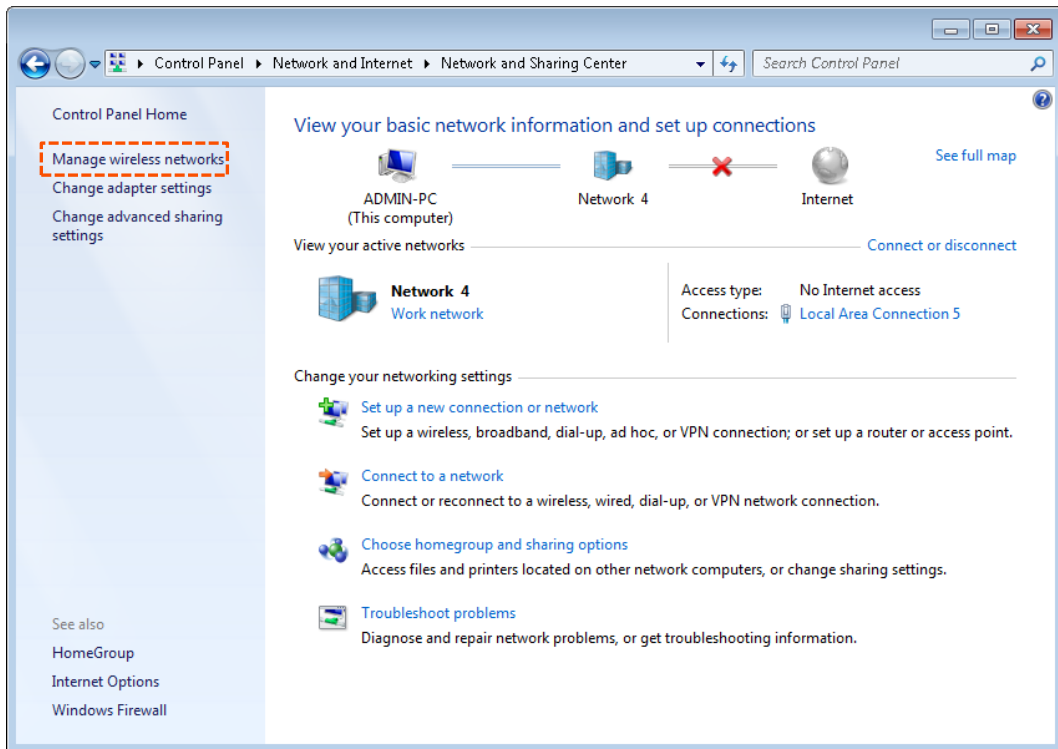 Control Panel ▸ Network and Internet ▸ Network and Sharing Center
Search Control Panel
Control Panel Home
Manage wireless networks
Change adapter settings
Change advanced sharing
settings
See also
HomeGroup
Internet Options
Windows Firewall
View your basic network information and set up connections
See full map
ADMIN-PC
(This computer)
Network 4
Internet
View your active networks
Connect or disconnect
Network 4
Work network
Access type: No Internet access
Connections: Local Area Connection 5
Change your networking settings
Set up a new connection or network
Set up a wireless, broadband, dial-up, ad hoc, or VPN connection; or set up a router or access point.
Connect to a network
Connect or reconnect to a wireless, wired, dial-up, or VPN network connection.
Choose homegroup and sharing options
Access files and printers located on other network computers, or change sharing settings.
Troubleshoot problems
Diagnose and repair network problems, or get troubleshooting information.